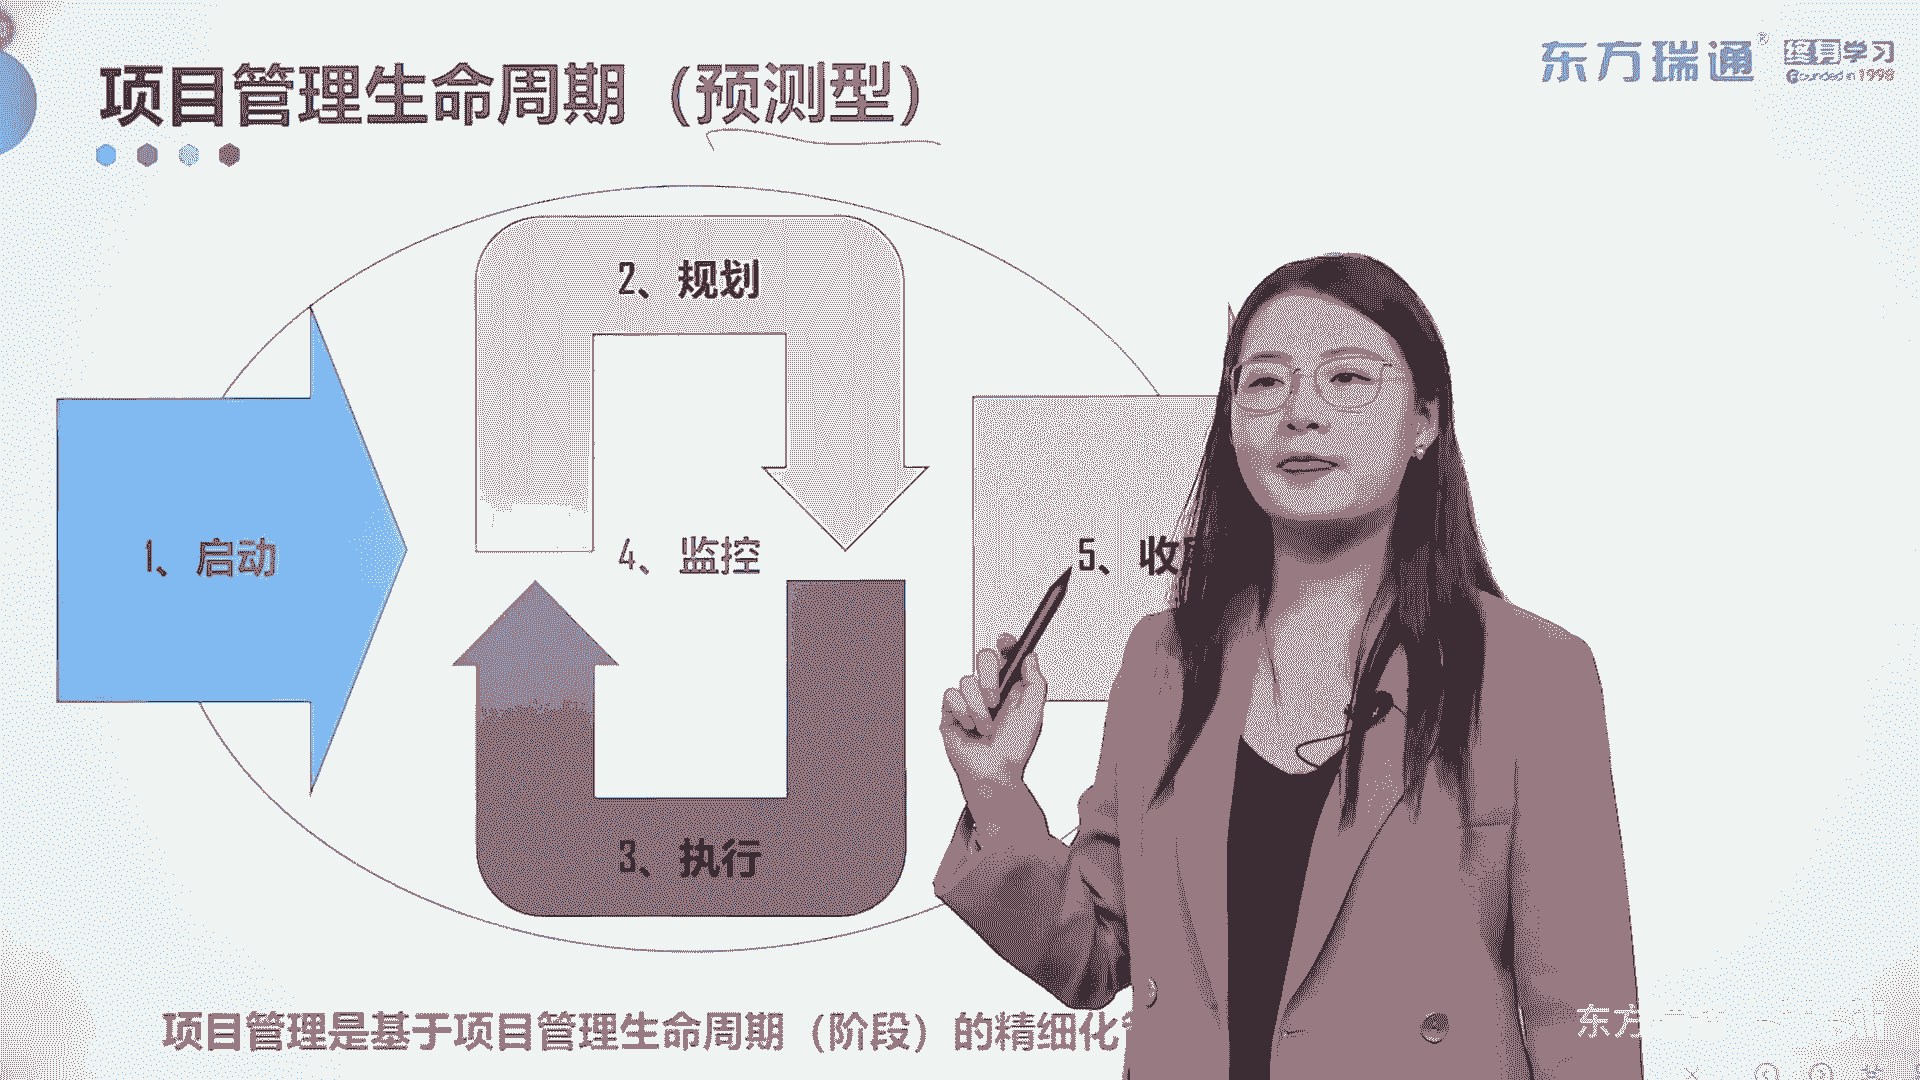 项目管理生命周期（预测型）
东方瑞通®
终身学习
Founded in 1998
2、规划
1、启动
4、监控
5、收
3、执行
项目管理是基于项目管理生命周期（阶段）的精细化
东方